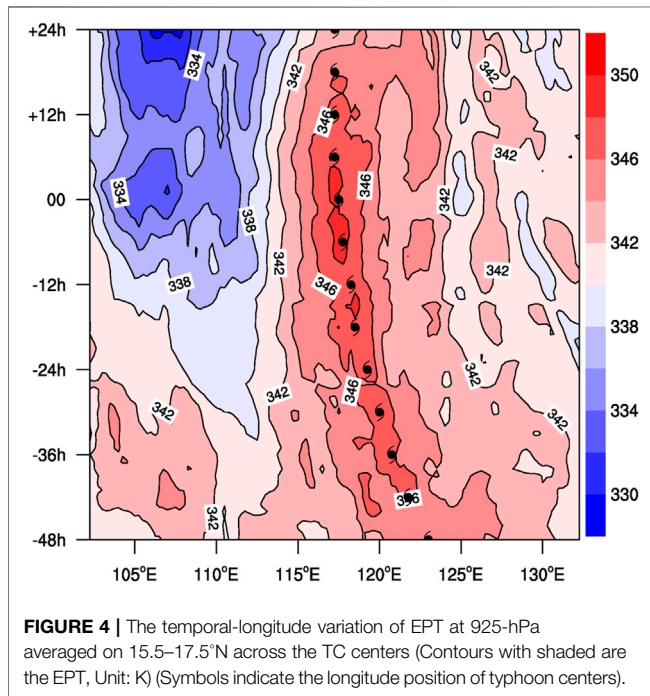 +24h
+12h
00
-12h
-24h
-36h
-48h
105°E
110°E
115°E
120°E
125°E
130°E
334
342
342
346
342
334
346
342
338
342
338
346
342
342
346
342
342
342
342
350
346
342
338
334
330
FIGURE 4 | The temporal-longitude variation of EPT at 925-hPa
averaged on 15.5–17.5°N across the TC centers (Contours with shaded are
the EPT, Unit: K) (Symbols indicate the longitude position of typhoon centers).